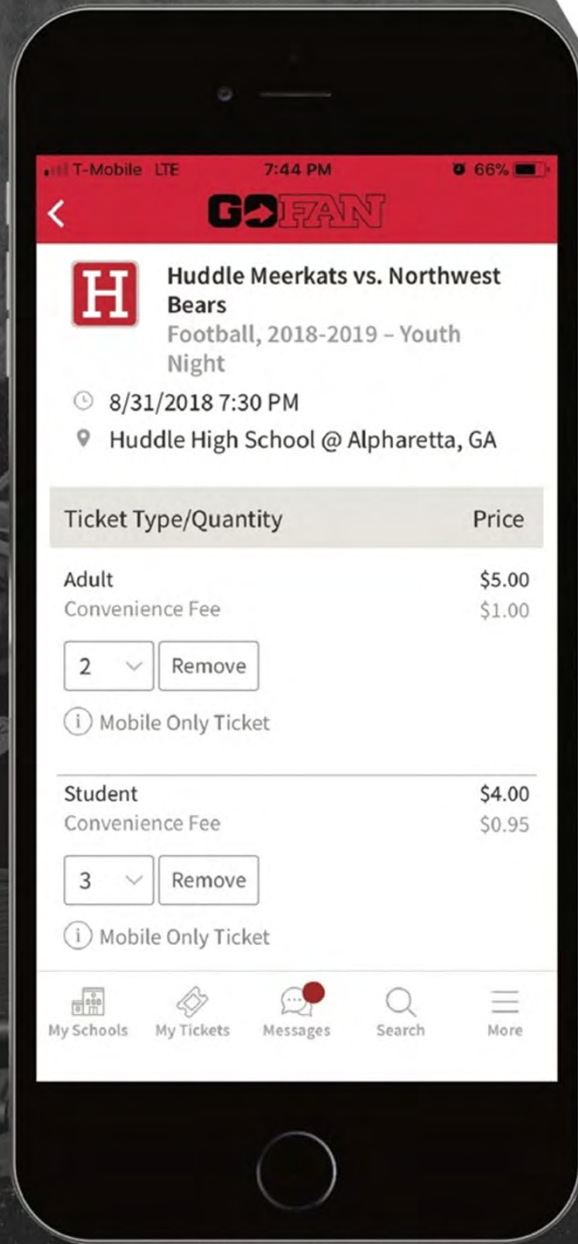 T-Mobile LTE 7:44 PM 66%
GOFAN
H
Huddle Meerkats vs. Northwest
Bears
Football, 2018-2019 – Youth
Night
8/31/2018 7:30 PM
Huddle High School @ Alpharetta, GA
Ticket Type/Quantity Price
Adult $5.00
Convenience Fee $1.00
2 Remove
i Mobile Only Ticket
Student $4.00
Convenience Fee $0.95
3 Remove
i Mobile Only Ticket
My Schools My Tickets Messages Search More